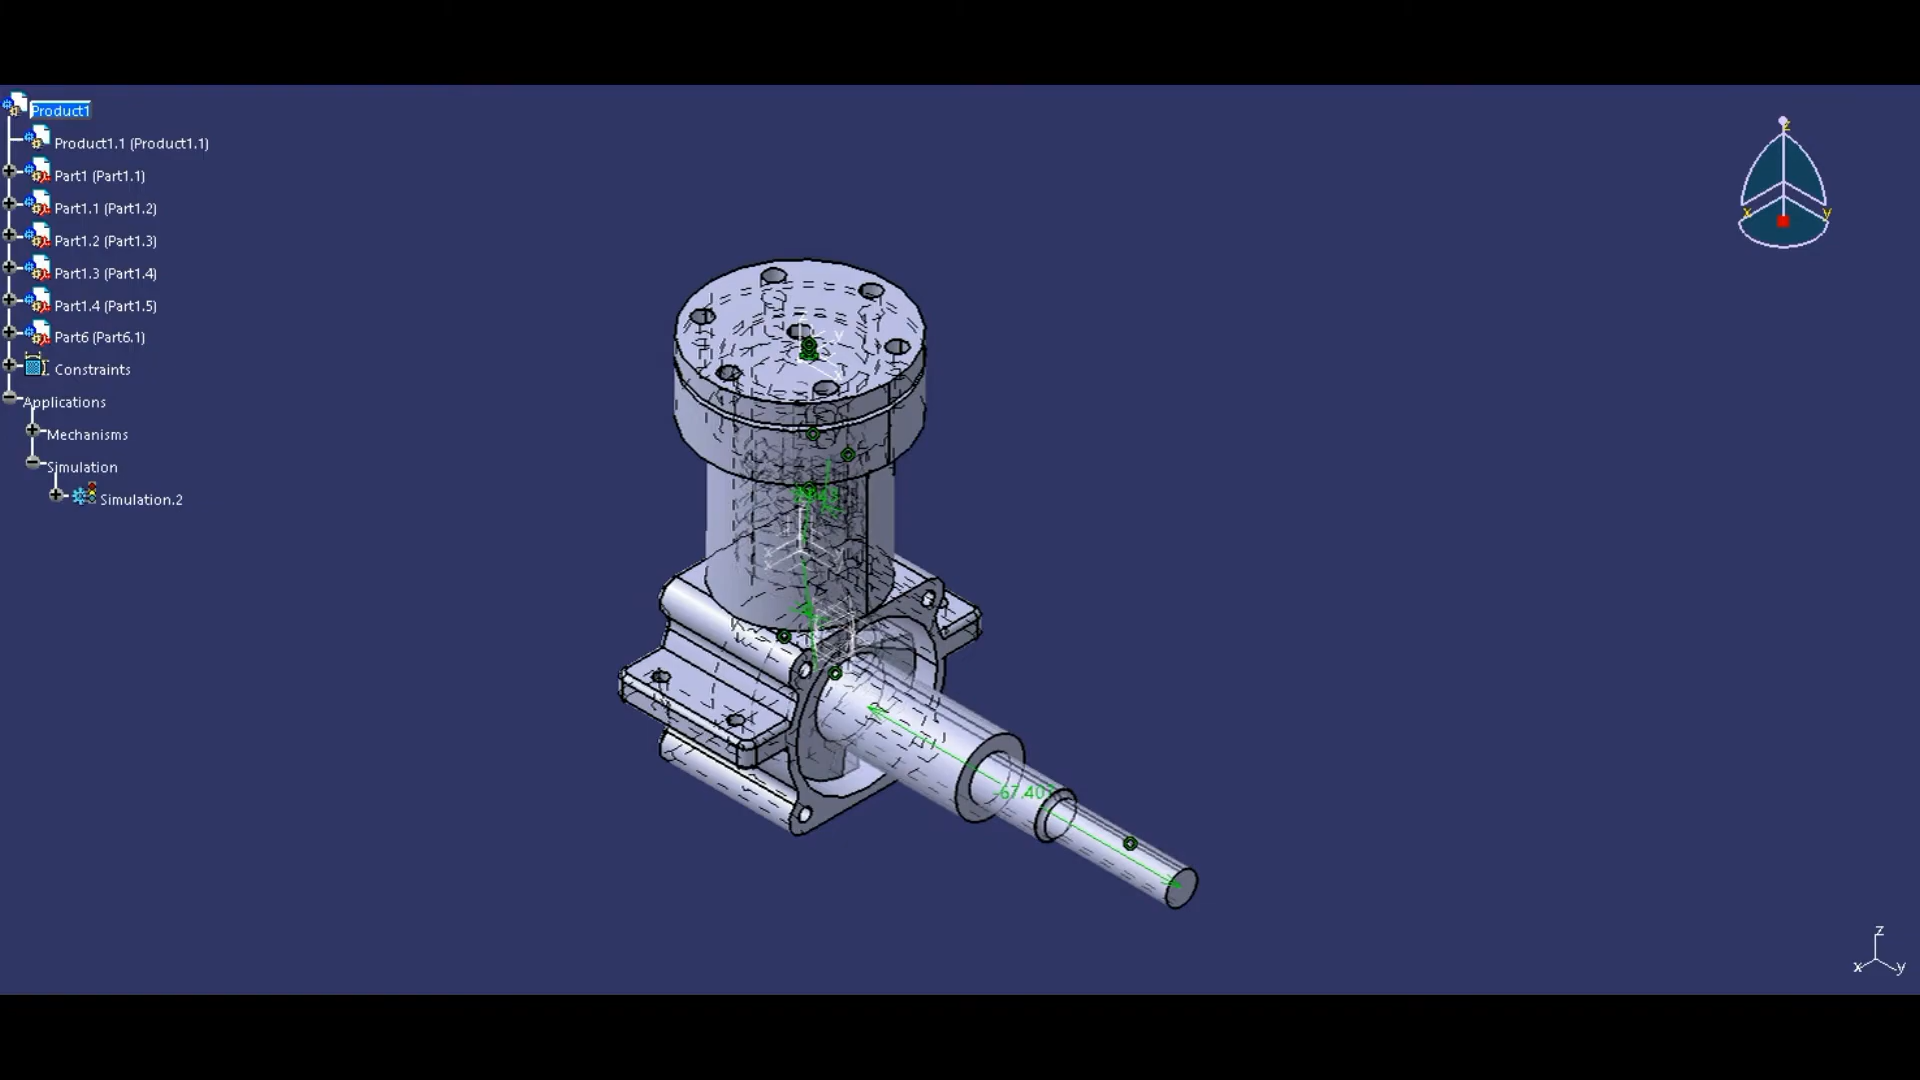 Product1
Product1.1 (Product1.1)
Part1 (Part1.1)
Part1.1 (Part1.2)
Part1.2 (Part1.3)
Part1.3 (Part1.4)
Part1.4 (Part1.5)
Part6 (Part6.1)
Constraints
Applications
Mechanisms
Simulation
Simulation.2
z
x y
-67.407
z
x y